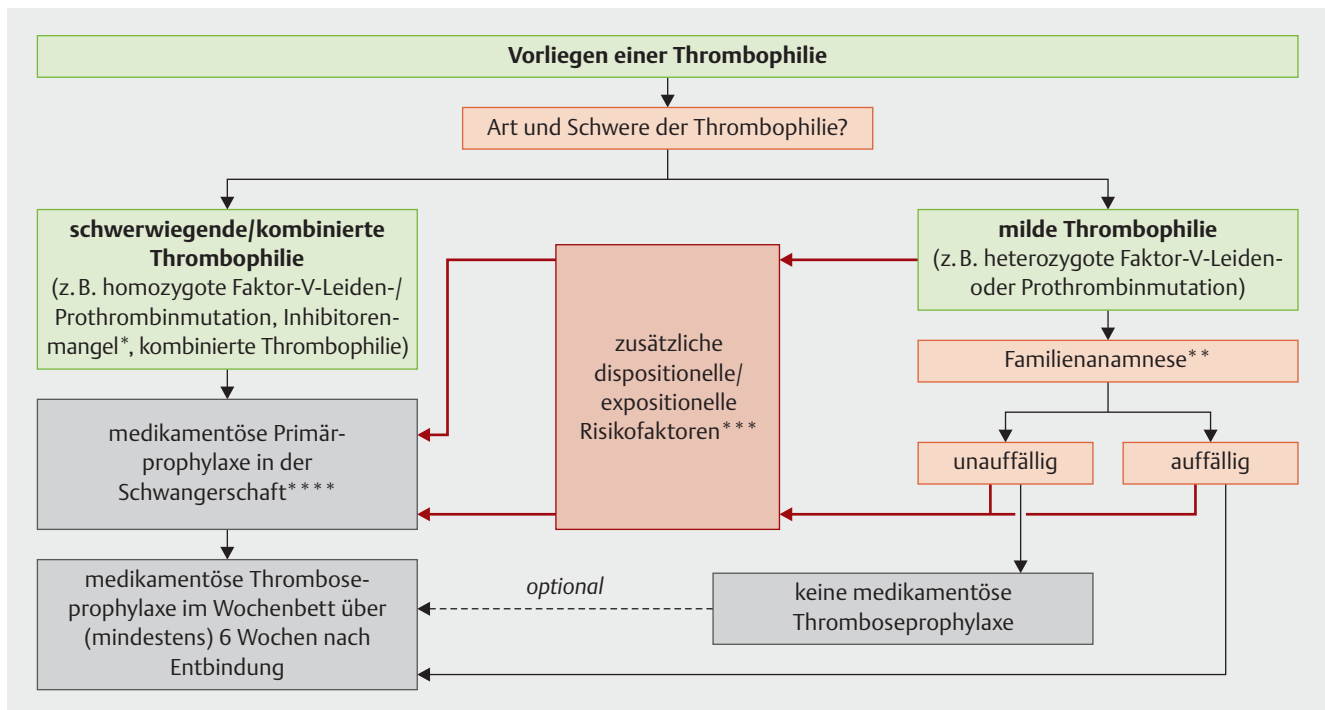 Vorliegen einer Thrombophilie
Art und Schwere der Thrombophilie?
schwerwiegende/kombinierte
Thrombophilie
(z. B. homozygote Faktor-V-Leiden-/
Prothrombinmutation, Inhibitoren-
mangel*, kombinierte Thrombophilie)
milde Thrombophilie
(z. B. heterozygote Faktor-V-Leiden-
oder Prothrombinmutation)
zusätzliche
dispositionelle/
expositionelle
Risikofaktoren***
Familienanamnese**
medikamentöse Primär-
prophylaxe in der
Schwangerschaft****
unauffällig
auffällig
medikamentöse Thrombose-
prophylaxe im Wochenbett über
(mindestens) 6 Wochen nach
Entbindung
optional
keine medikamentöse
Thromboseprophylaxe